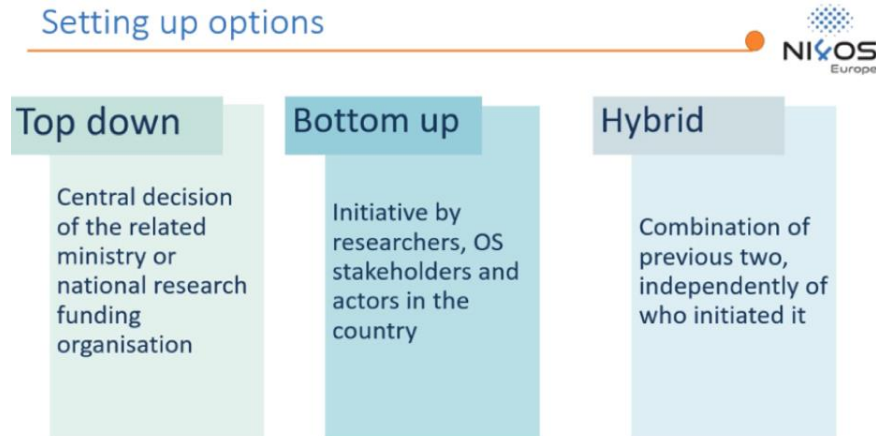 Setting up options
NI4OS
Europe
Top down
Central decision
of the related
ministry or
national research
funding
organisation
Bottom up
Initiative by
researchers, OS
stakeholders and
actors in the
country
Hybrid
Combination of
previous two,
independently of
who initiated it